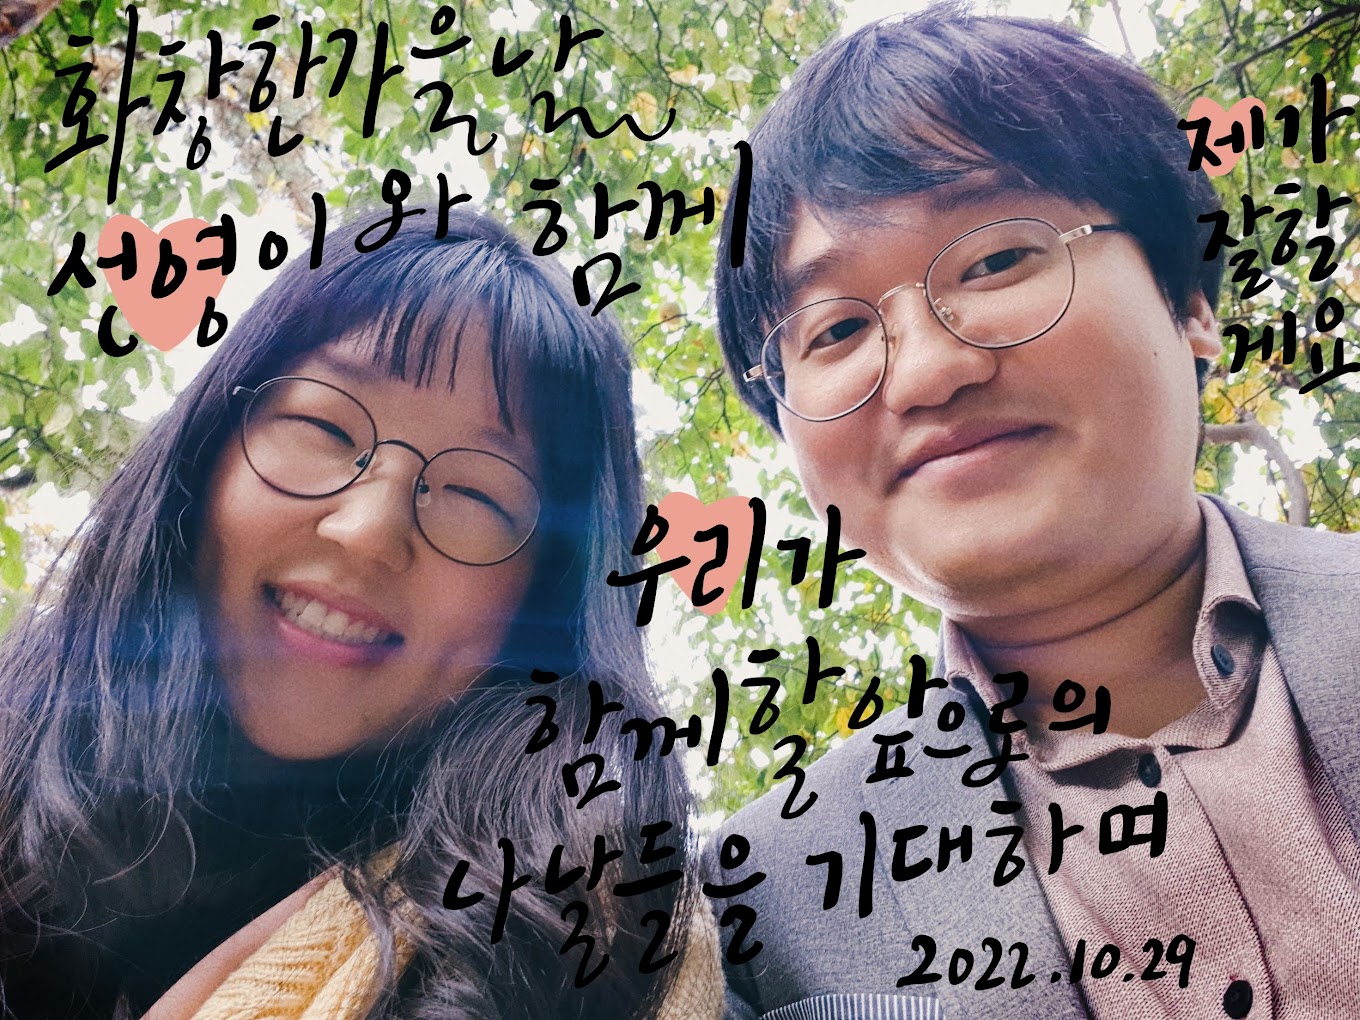 화창한 가을날
선영이와 함께
제가
잘할
게요
우리가
함께할 앞으로의
나날들을 기대하며
2022.10.29